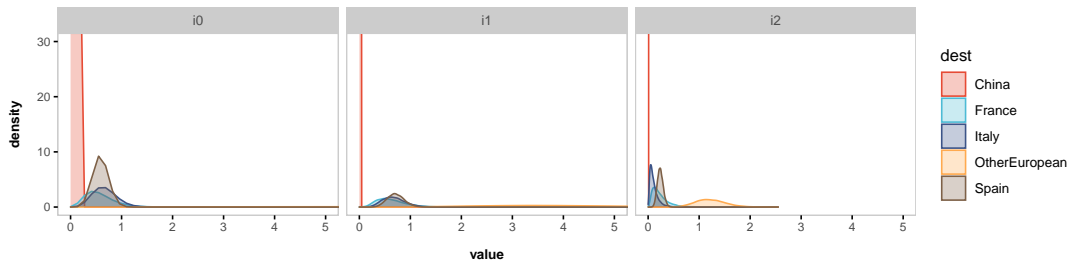 i0
i1
i2
30
20
10
0
density
0 1 2 3 4 5
0 1 2 3 4 5
0 1 2 3 4 5
value
dest
China
France
Italy
OtherEuropean
Spain